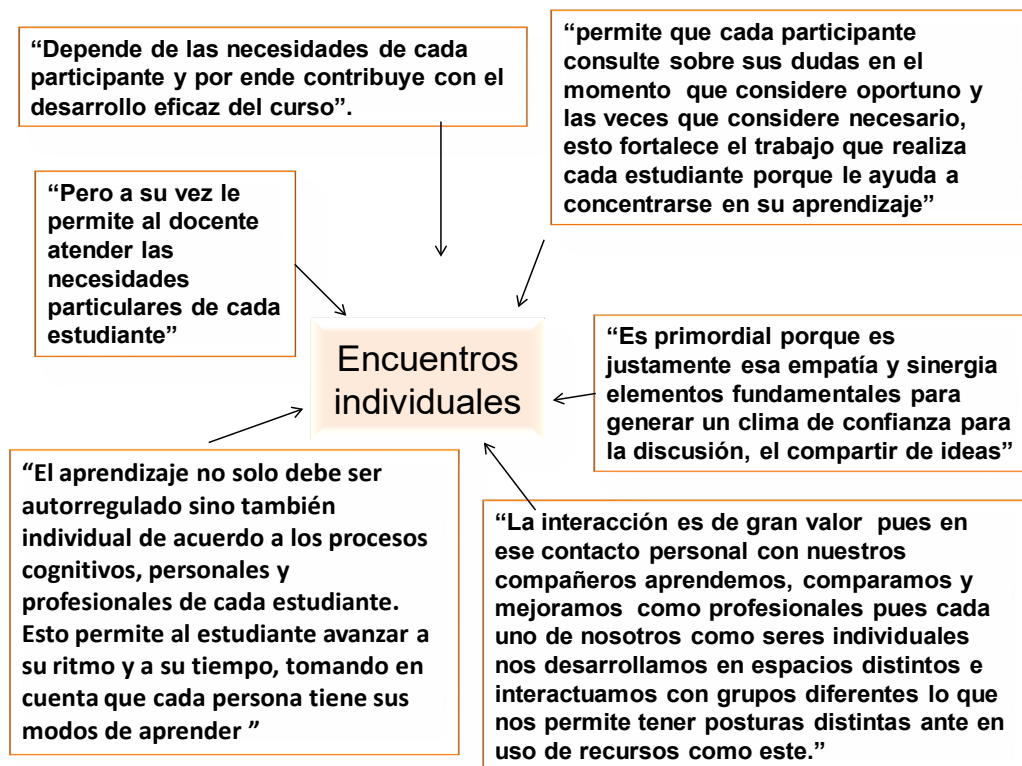 “Depende de las necesidades de cada
participante y por ende contribuye con el
desarrollo eficaz del curso”.
“permite que cada participante
consulte sobre sus dudas en el
momento que considere oportuno y
las veces que considere necesario,
esto fortalece el trabajo que realiza
cada estudiante porque le ayuda a
concentrarse en su aprendizaje”
“Pero a su vez le
permite al docente
atender las
necesidades
particulares de cada
estudiante”
Encuentros
individuales
“Es primordial porque es
justamente esa empatía y sinergia
elementos fundamentales para
generar un clima de confianza para
la discusión, el compartir de ideas”
“El aprendizaje no solo debe ser
autorregulado sino también
individual de acuerdo a los procesos
cognitivos, personales y
profesionales de cada estudiante.
Esto permite al estudiante avanzar a
su ritmo y a su tiempo, tomando en
cuenta que cada persona tiene sus
modos de aprender ”
“La interacción es de gran valor pues en
ese contacto personal con nuestros
compañeros aprendemos, comparamos y
mejoramos como profesionales pues cada
uno de nosotros como seres individuales
nos desarrollamos en espacios distintos e
interactuamos con grupos diferentes lo que
nos permite tener posturas distintas ante en
uso de recursos como este.”